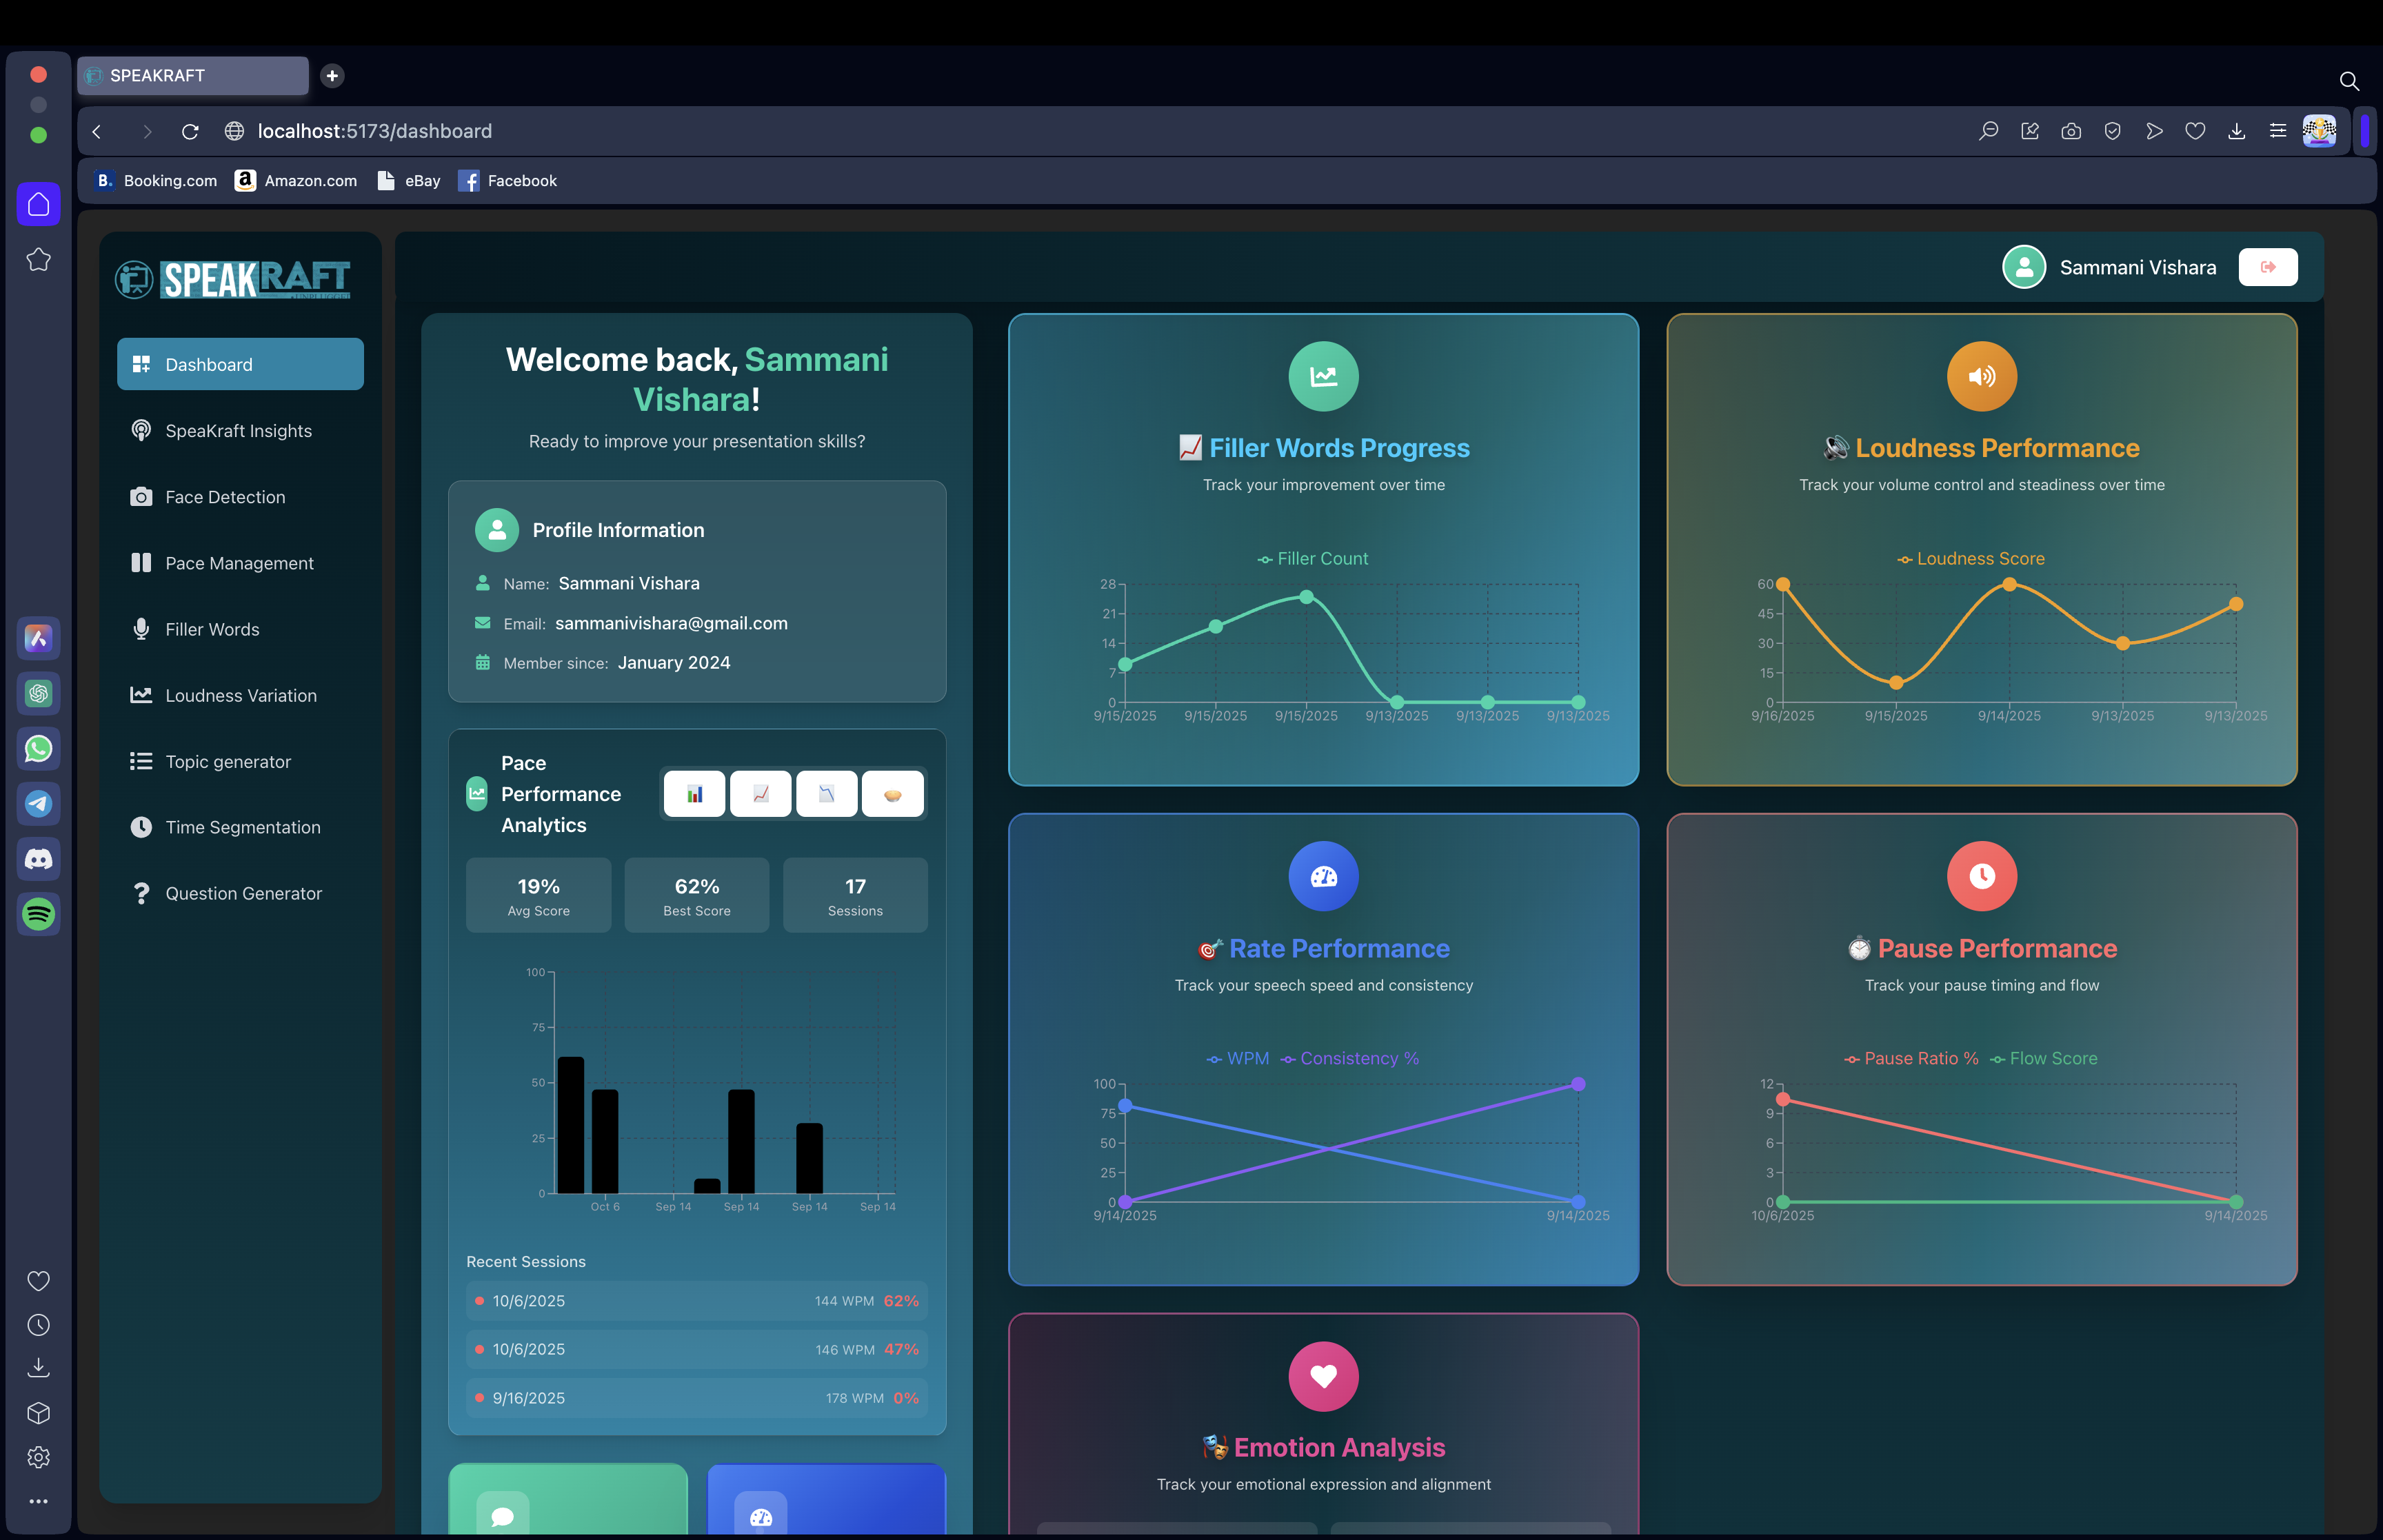 SPEAKRAFT
localhost:5173/dashboard
Booking.com
Amazon.com
eBay
Facebook
SPEAKRAFT
Sammani Vishara
Dashboard
SpeaKraft Insights
Face Detection
Pace Management
Filler Words
Loudness Variation
Topic generator
Time Segmentation
Question Generator
Welcome back, Sammani
Vishara!
Ready to improve your presentation skills?
Profile Information
Name: Sammani Vishara
Email: sammanivishara@gmail.com
Member since: January 2024
Pace
Performance
Analytics
19%
Avg Score
62%
Best Score
17
Sessions
100
75
50
25
0
Oct 6
Sep 14
Sep 14
Sep 14
Sep 14
Recent Sessions
10/6/2025 144 WPM 62%
10/6/2025 146 WPM 47%
9/16/2025 178 WPM 0%
Filler Words Progress
Track your improvement over time
Filler Count
28
21
14
7
0
9/15/2025
9/15/2025
9/15/2025
9/13/2025
9/13/2025
9/13/2025
Loudness Performance
Track your volume control and steadiness over time
Loudness Score
60
45
30
15
0
9/16/2025
9/15/2025
9/14/2025
9/13/2025
9/13/2025
Rate Performance
Track your speech speed and consistency
WPM
Consistency %
100
75
50
25
0
9/14/2025
9/14/2025
Pause Performance
Track your pause timing and flow
Pause Ratio %
Flow Score
12
9
6
3
0
10/6/2025
9/14/2025
Emotion Analysis
Track your emotional expression and alignment